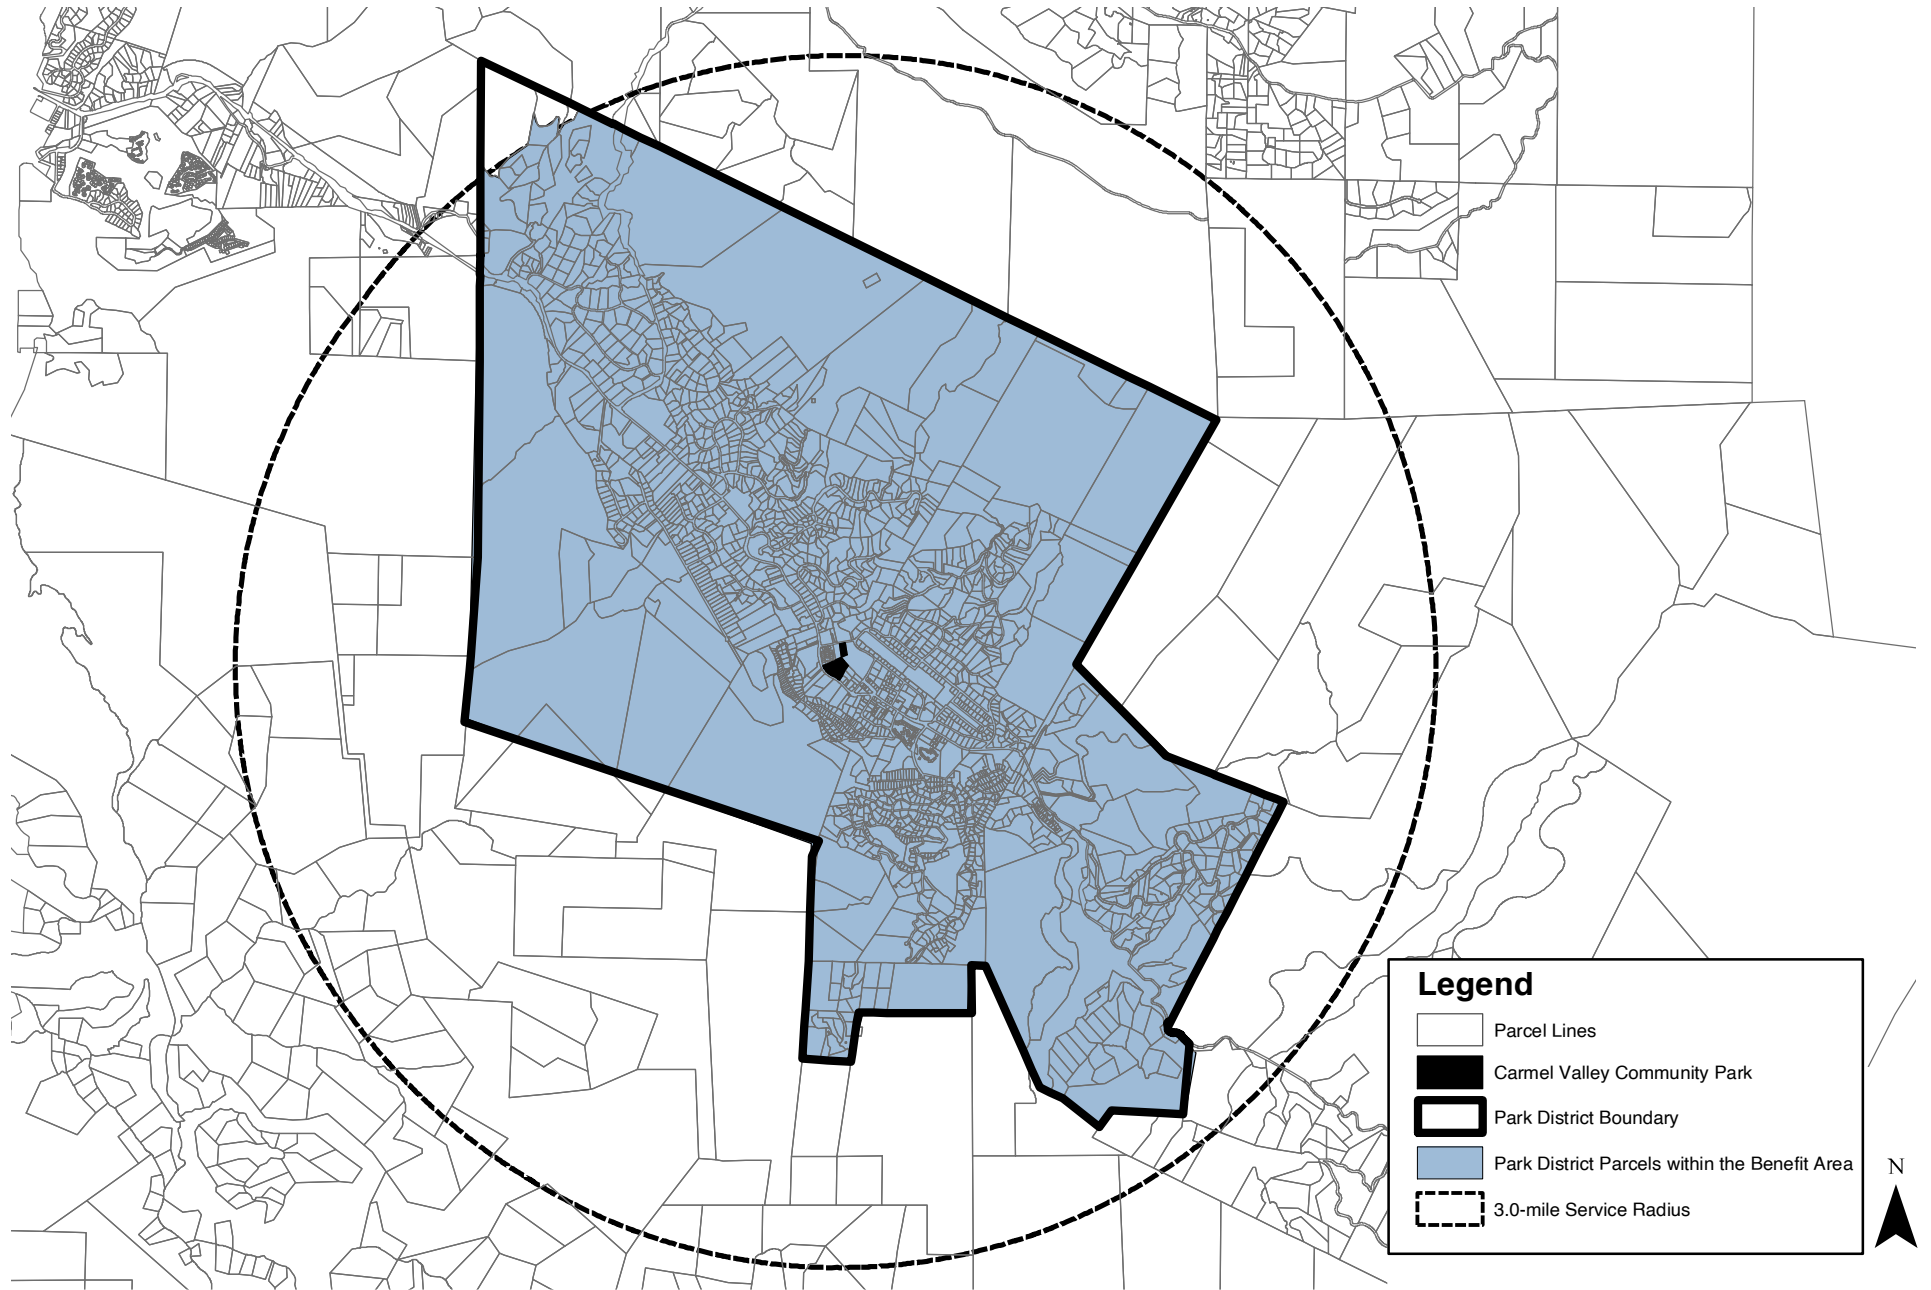 Legend
Parcel Lines
Carmel Valley Community Park
Park District Boundary
Park District Parcels within the Benefit Area
3.0-mile Service Radius
N